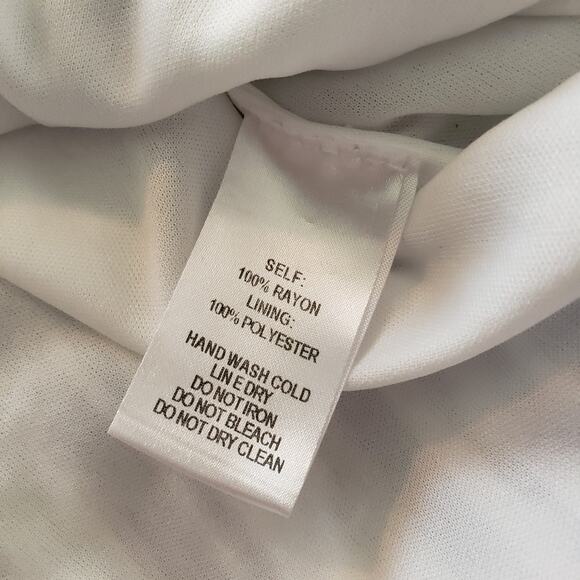 SELF:
100% RAYON
LINING:
100% POLYESTER
HAND WASH COLD
LINE DRY
DO NOT IRON
DO NOT BLEACH
DO NOT DRY CLEAN